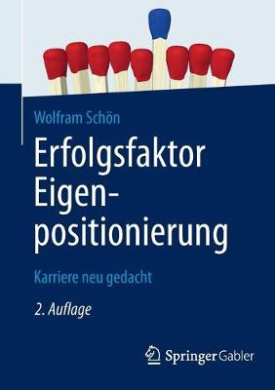 Wolfram Schön
Erfolgsfaktor
Eigen-
positionierung
Karriere neu gedacht
2. Auflage
Springer Gabler